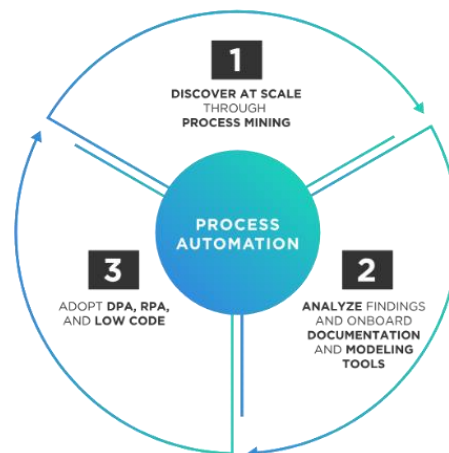 1
DISCOVER AT SCALE
THROUGH
PROCESS MINING
PROCESS
AUTOMATION
2
ANALYZE FINDINGS
AND ONBOARD
DOCUMENTATION
AND MODELING
TOOLS
3
ADOPT DPA, RPA,
AND LOW CODE